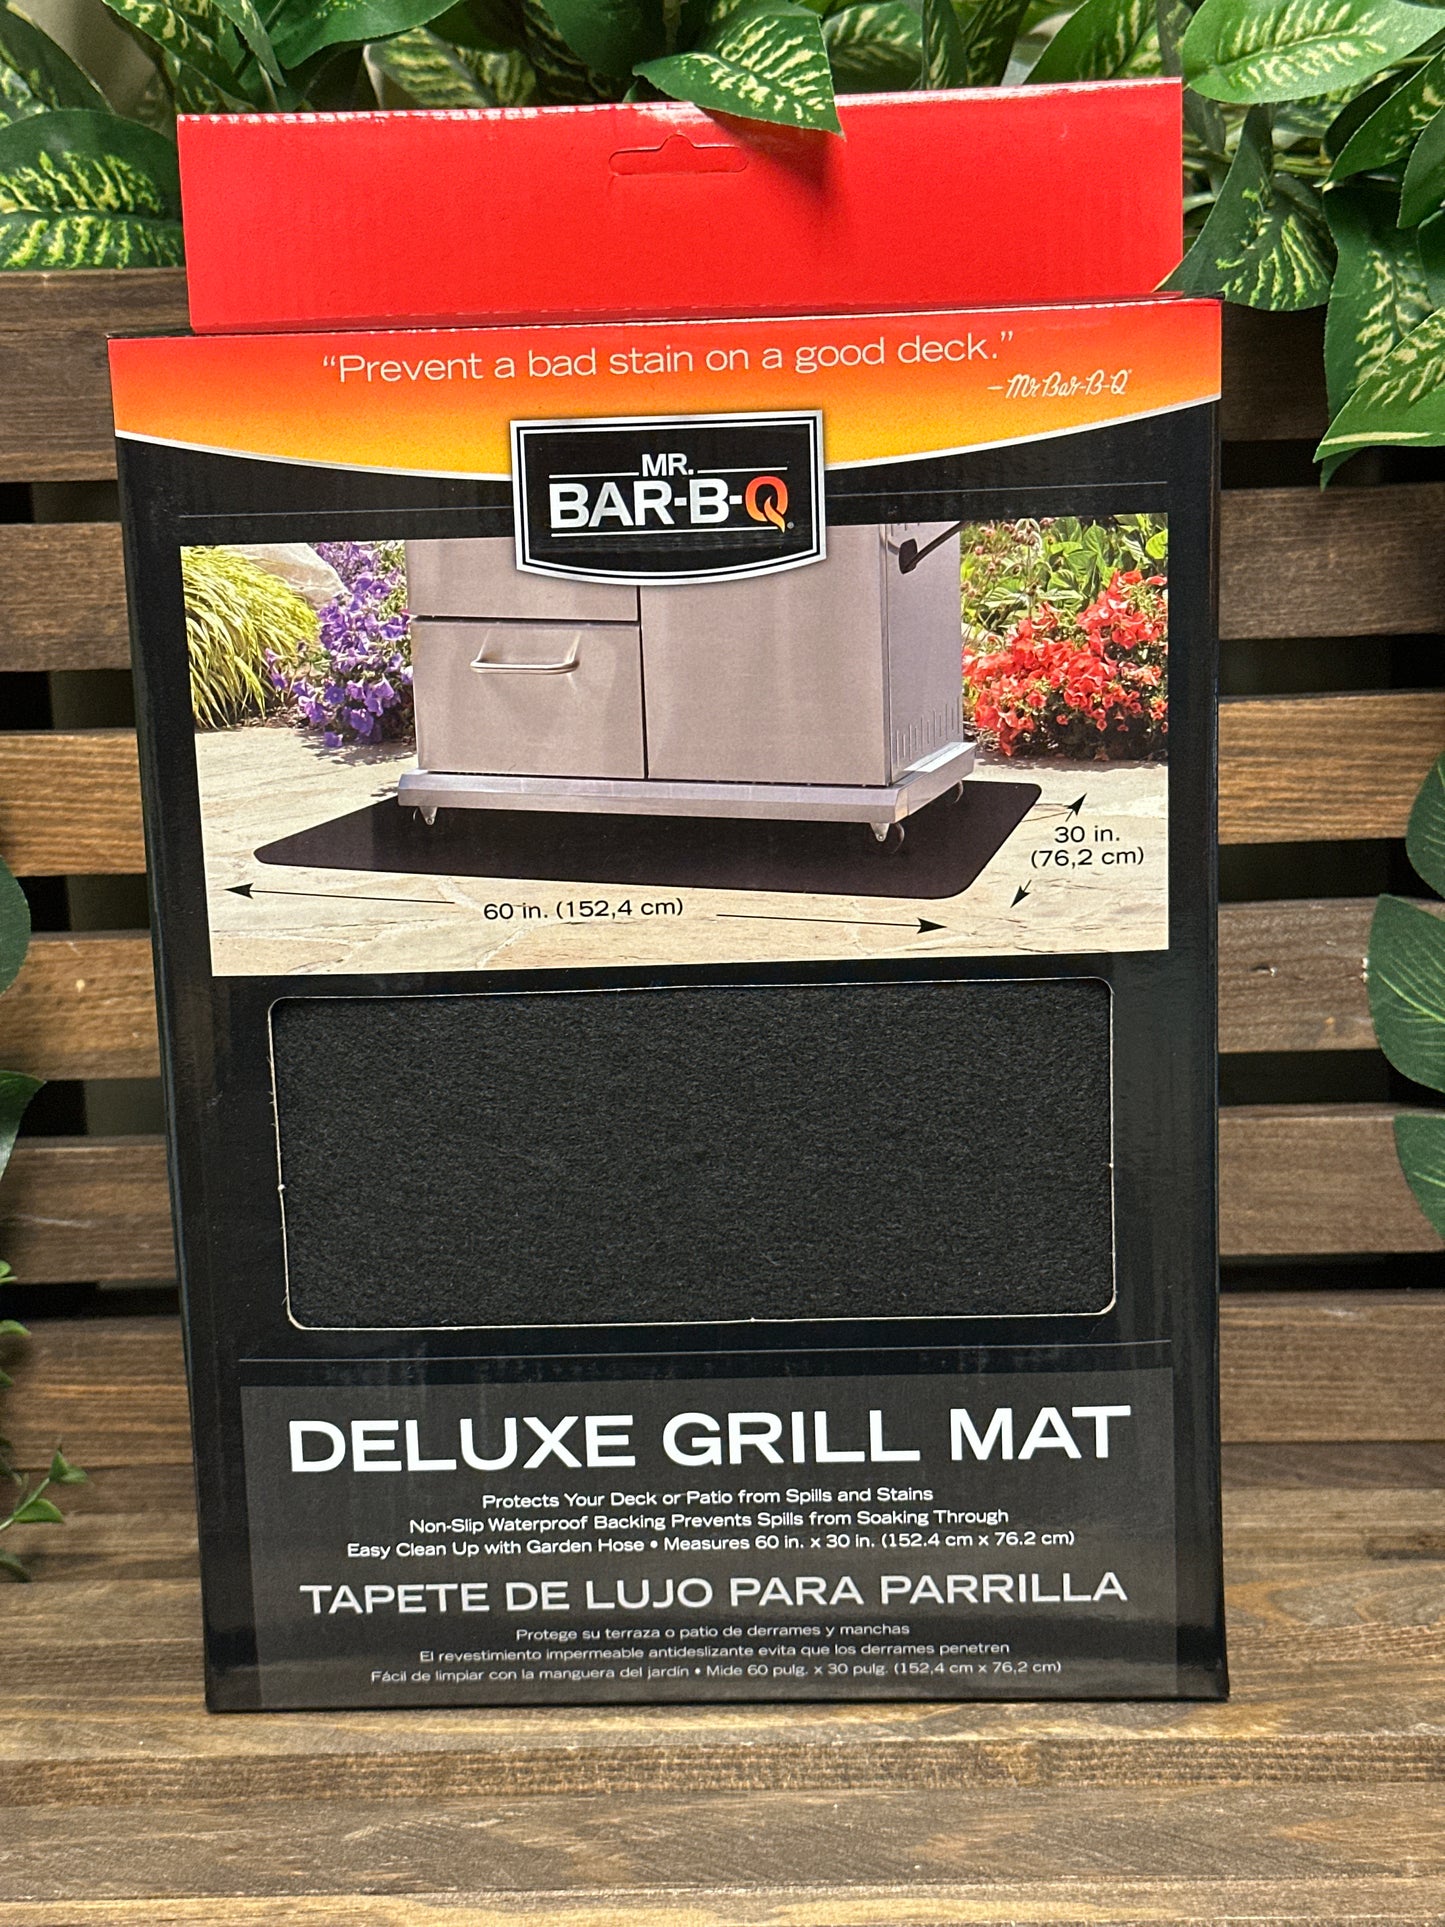 “Prevent a bad stain on a good deck.”
–Mr Bar-B-Q®
MR.
BAR-B-Q®
30 in.
(76,2 cm)
60 in. (152,4 cm)
DELUXE GRILL MAT
Protects Your Deck or Patio from Spills and Stains
Non-Slip Waterproof Backing Prevents Spills from Soaking Through
Easy Clean Up with Garden Hose • Measures 60 in. x 30 in. (152.4 cm x 76.2 cm)
TAPETE DE LUJO PARA PARRILLA
Protege su terraza o patio de derrames y manchas
El revestimiento impermeable antideslizante evita que los derrames penetren
Fácil de limpiar con la manguera del jardín • Mide 60 pulg. x 30 pulg. (152,4 cm x 76,2 cm)